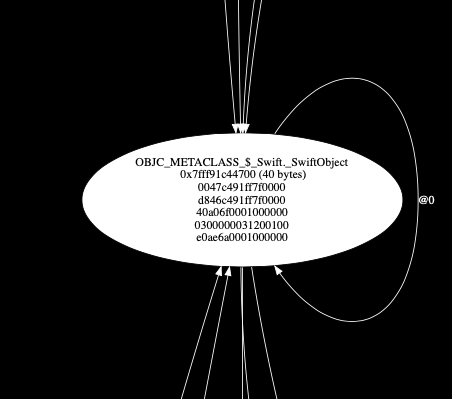 OBJC_METACLASS_$_Swift._SwiftObject
0x7fff91c44700 (40 bytes)
0047c491ff7f0000
d846c491ff7f0000
40a06f0001000000
0300000031200100
e0ae6a0001000000
@0